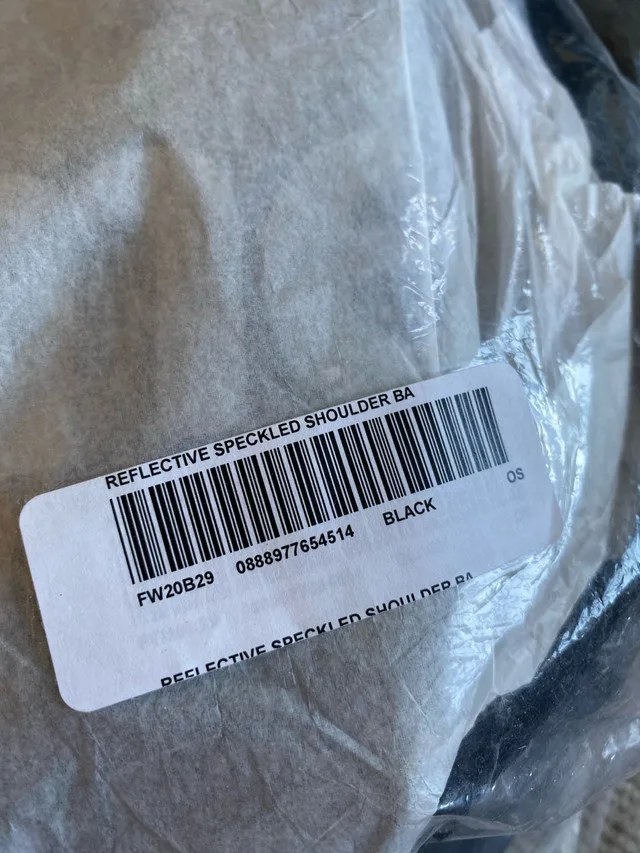 REFLECTIVE SPECKLED SHOULDER BA
FW20B29 0888977654514 BLACK OS
REFLECTIVE SPECKLED SHOULDER BA